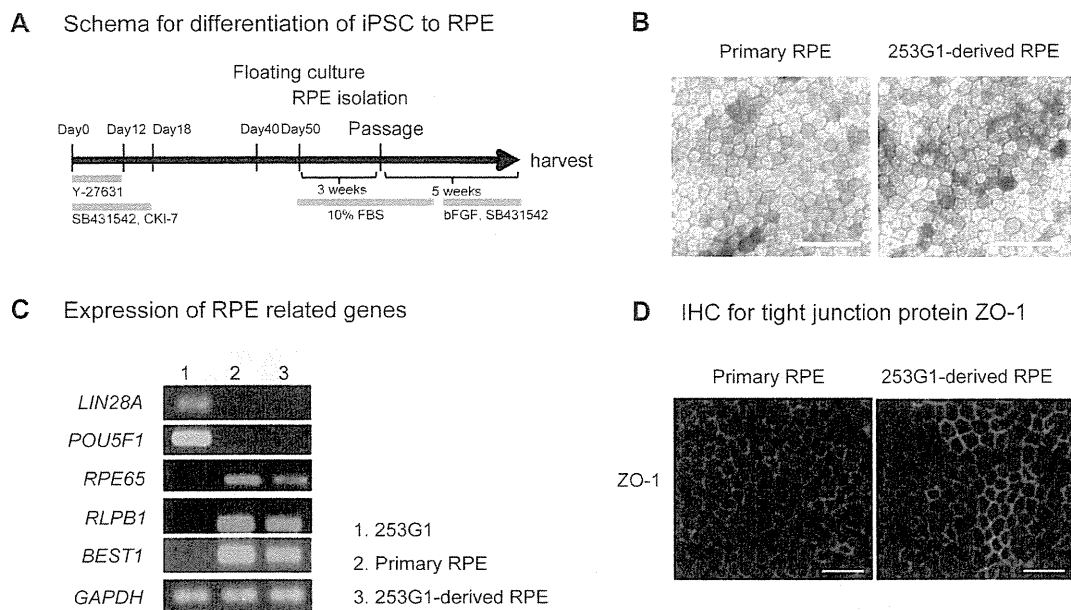 A Schema for differentiation of iPSC to RPE
Floating culture
RPE isolation
Day0 Day12 Day18 Day40 Day50 Passage
harvest
3 weeks 5 weeks
Y-27631
10% FBS bFGF, SB431542
SB431542, CKI-7
B
Primary RPE 253G1-derived RPE
C Expression of RPE related genes
1 2 3
LIN28A
POU5F1
RPE65
RLPB1
BEST1
GAPDH
1. 253G1
2. Primary RPE
3. 253G1-derived RPE
D IHC for tight junction protein ZO-1
Primary RPE 253G1-derived RPE
ZO-1